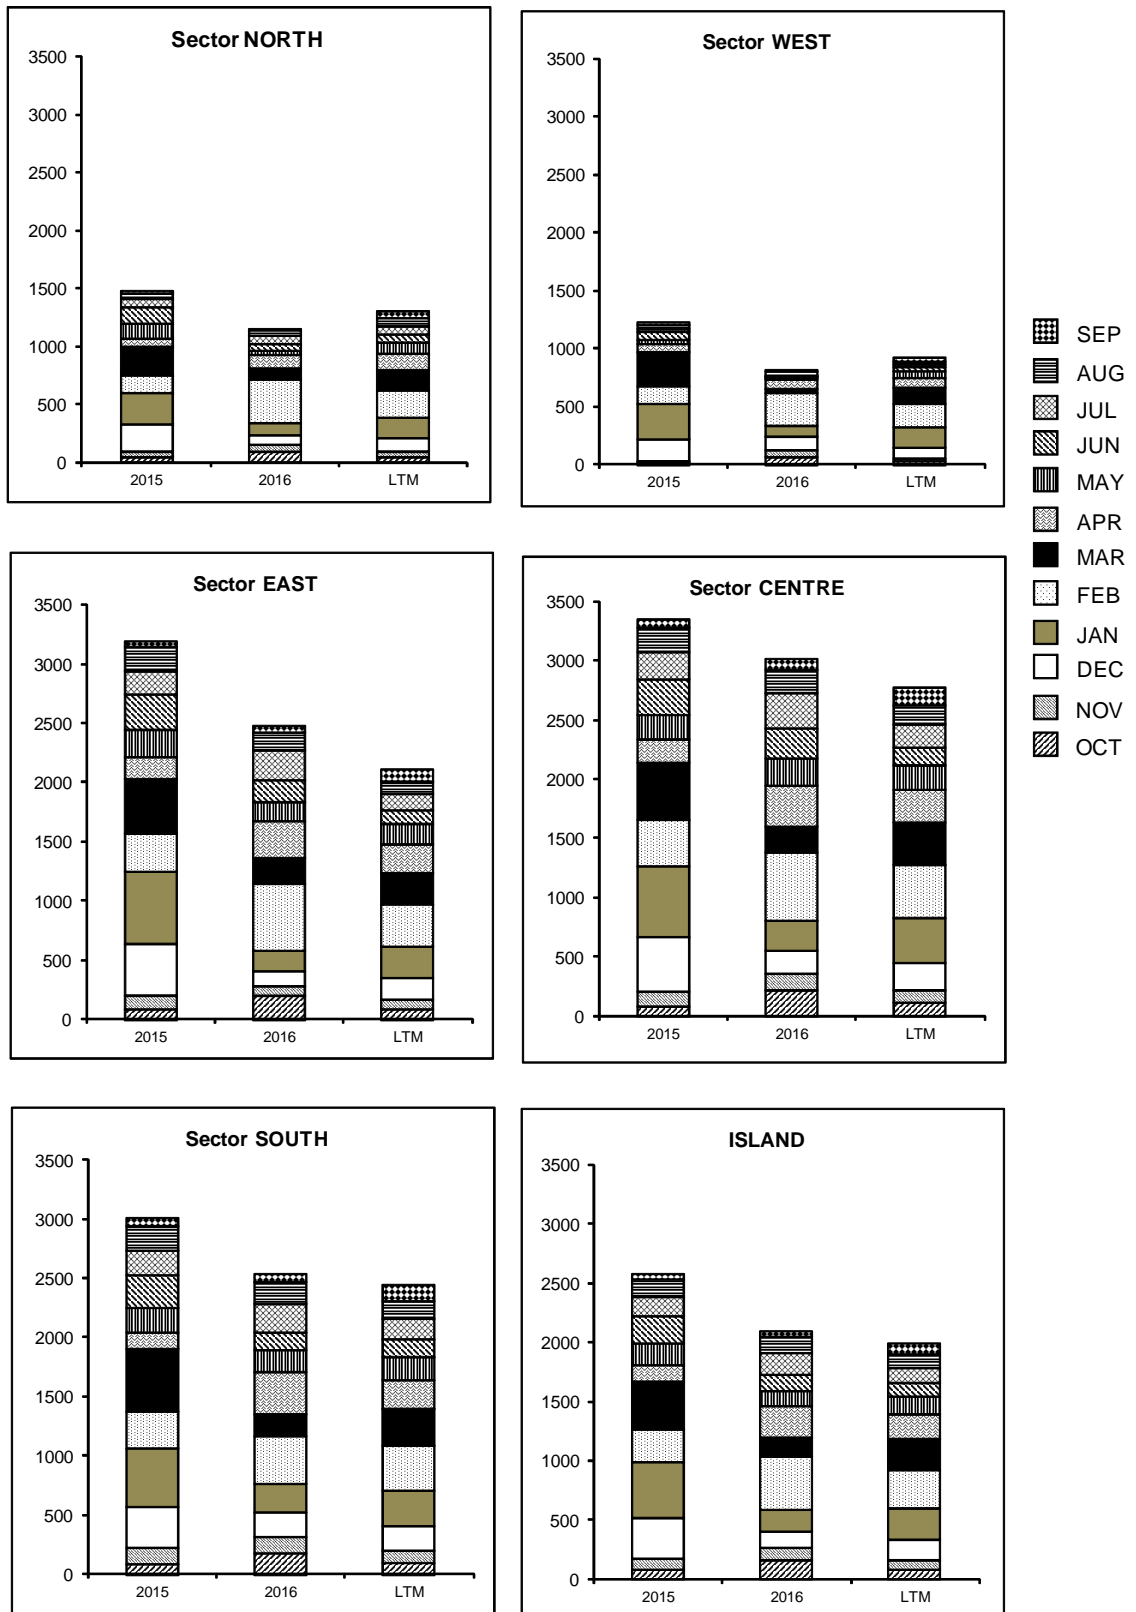 Sector NORTH
3500
3000
2500
2000
1500
1000
500
0
2015 2016 LTM
Sector WEST
3500
3000
2500
2000
1500
1000
500
0
2015 2016 LTM
SEP
AUG
JUL
JUN
MAY
APR
MAR
FEB
JAN
DEC
NOV
OCT
Sector EAST
3500
3000
2500
2000
1500
1000
500
0
2015 2016 LTM
Sector CENTRE
3500
3000
2500
2000
1500
1000
500
0
2015 2016 LTM
Sector SOUTH
3500
3000
2500
2000
1500
1000
500
0
2015 2016 LTM
ISLAND
3500
3000
2500
2000
1500
1000
500
0
2015 2016 LTM